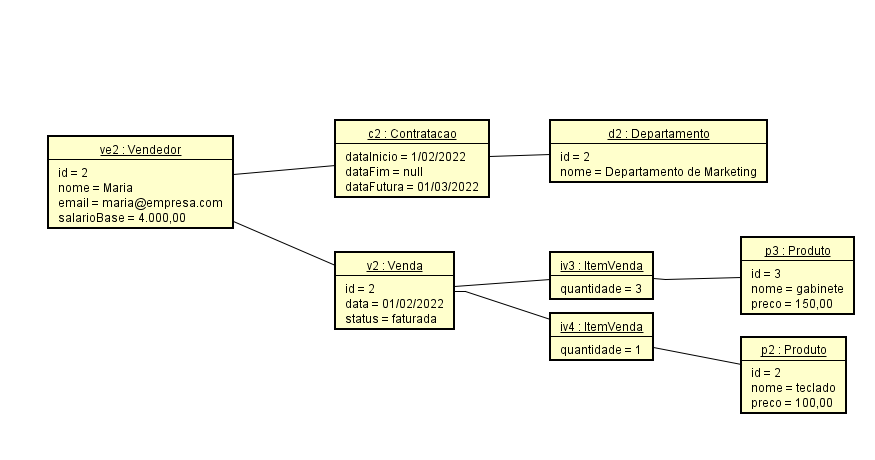 ve2 : Vendedor
id = 2
nome = Maria
email = maria@empresa.com
salarioBase = 4.000,00
c2 : Contratacao
dataInicio = 1/02/2022
dataFim = null
dataFutura = 01/03/2022
d2 : Departamento
id = 2
nome = Departamento de Marketing
v2 : Venda
id = 2
data = 01/02/2022
status = faturada
iv3 : ItemVenda
quantidade = 3
iv4 : ItemVenda
quantidade = 1
p3 : Produto
id = 3
nome = gabinete
preco = 150,00
p2 : Produto
id = 2
nome = teclado
preco = 100,00